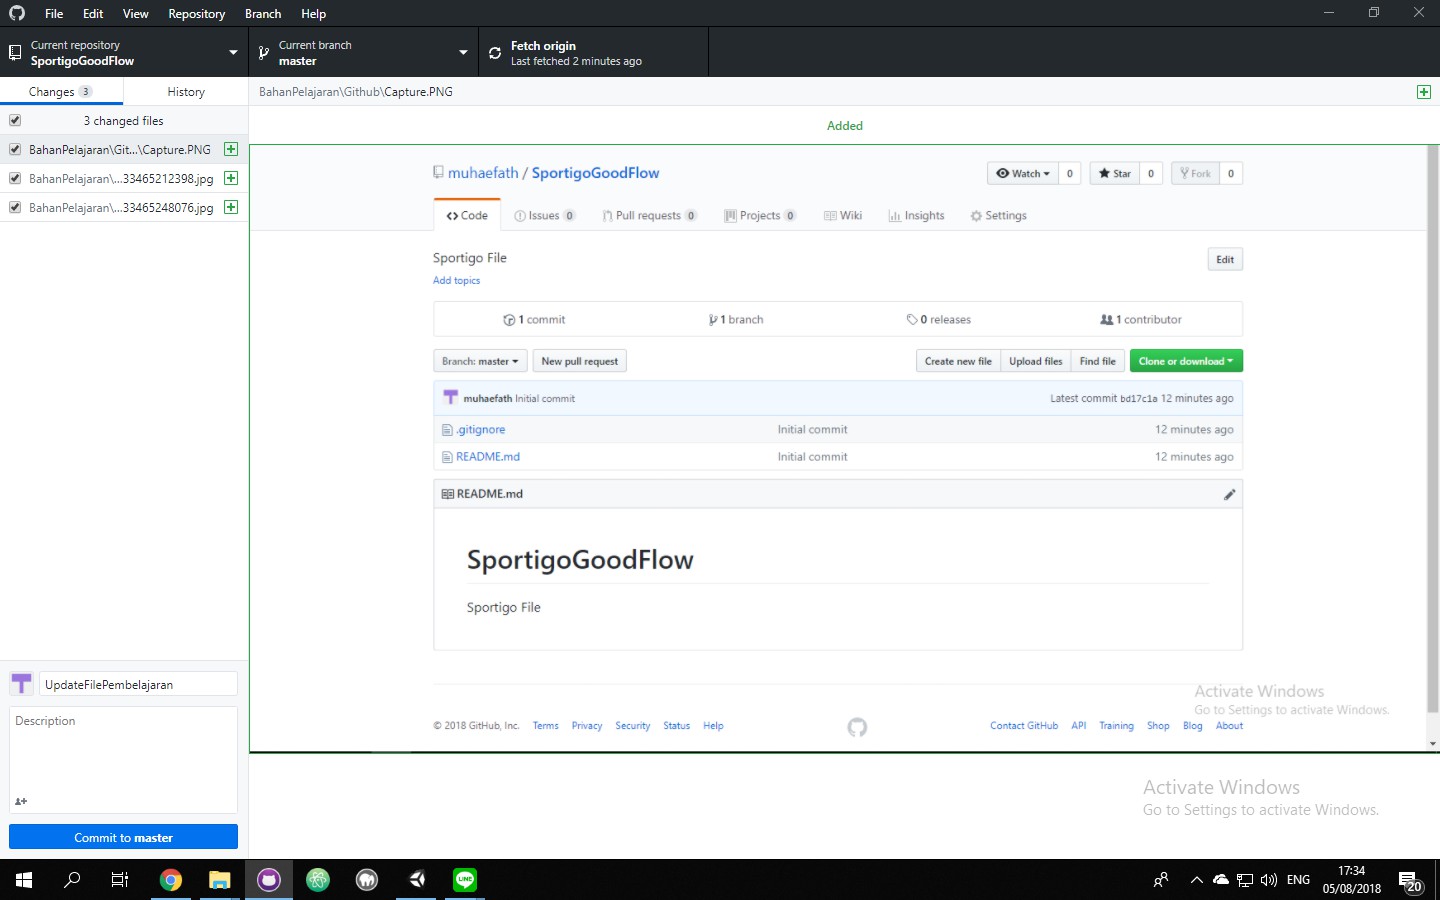 File Edit View Repository Branch Help
Current repository
SportigoGoodFlow
Current branch
master
Fetch origin
Last fetched 2 minutes ago
Changes 3
History
BahanPelajaran\Github\Capture.PNG
3 changed files
Added
BahanPelajaran\Git...\Capture.PNG
BahanPelajaran\...33465212398.jpg
BahanPelajaran\...33465248076.jpg
muhaefath / SportigoGoodFlow
Watch 0 Star 0 Fork 0
Code Issues 0 Pull requests 0 Projects 0 Wiki Insights Settings
Sportigo File
Edit
Add topics
1 commit 1 branch 0 releases 1 contributor
Branch: master New pull request Create new file Upload files Find file Clone or download
muhaefath Initial commit Latest commit bd17c1a 12 minutes ago
.gitignore Initial commit 12 minutes ago
README.md Initial commit 12 minutes ago
README.md
SportigoGoodFlow
Sportigo File
Activate Windows
Go to Settings to activate Windows.
© 2018 GitHub, Inc. Terms Privacy Security Status Help Contact GitHub API Training Shop Blog About
UpdateFilePembelajaran
Description
Commit to master
Activate Windows
Go to Settings to activate Windows.
LINE
ENG
17:34
05/08/2018
20